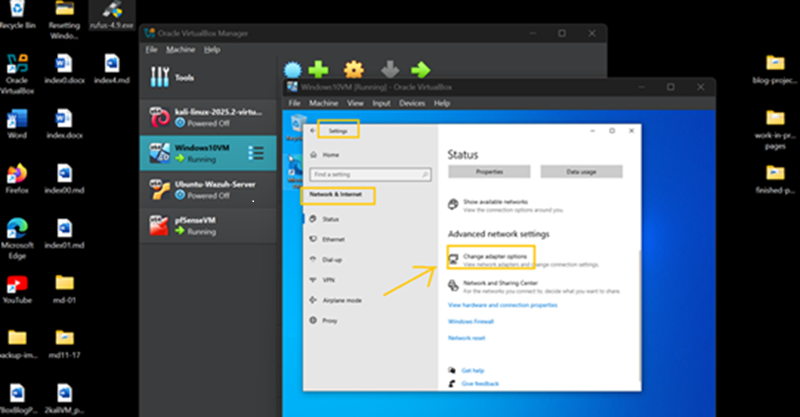 Recycle Bin
Resetting
Windo...
rufus-4.9.exe
Oracle
VirtualBox
index0.docx
index4.md
Word
index.docx
Firefox
index00.md
Microsoft
Edge
index01.md
YouTube
md-01
backup-im...
md11-17
2kaliVM_p...
Oracle VirtualBox Manager
File Machine Help
Tools
kali-linux-2025.2-virtu...
Powered Off
Windows10VM
Running
Ubuntu-Wazuh-Server
Powered Off
pfSenseVM
Running
Windows10VM [Running] - Oracle VirtualBox
File Machine View Input Devices Help
Settings
Home
Find a setting
Network & Internet
Status
Ethernet
Dial-up
VPN
Airplane mode
Proxy
Status
Properties
Data usage
Show available networks
View the connection options around you.
Advanced network settings
Change adapter options
View network adapters and change connection settings.
Network and Sharing Center
For the networks you connect to, decide what you want to share.
View hardware and connection properties
Windows Firewall
Network reset
Get help
Give feedback
blog-projec...
work-in-pr...
pages
finished-p...